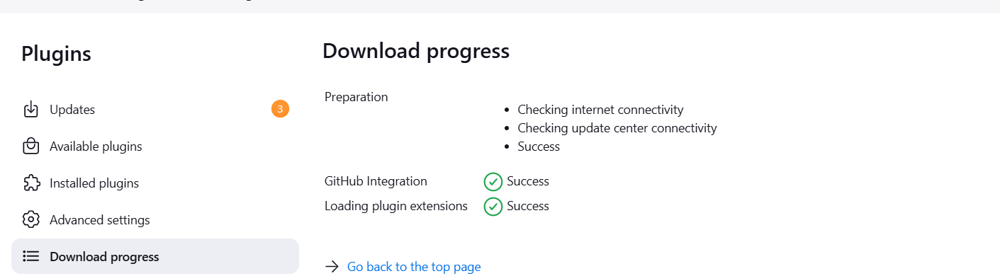 Plugins
Updates
3
Available plugins
Installed plugins
Advanced settings
Download progress
Download progress
Preparation
Checking internet connectivity
Checking update center connectivity
Success
GitHub Integration Success
Loading plugin extensions Success
Go back to the top page